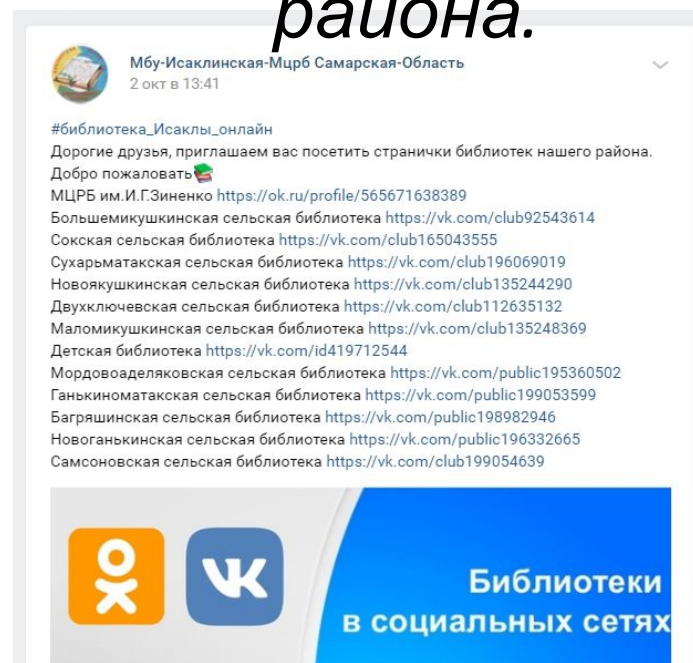 района.
Мбу-Исаклинская-Мцрб Самарская-Область
2 окт в 13:41
#библиотека_Исаклы_онлайн
Дорогие друзья, приглашаем вас посетить странички библиотек нашего района.
Добро пожаловать
МЦРБ им.И.Г.Зиненко https://ok.ru/profile/565671638389
Большемикушкинская сельская библиотека https://vk.com/club92543614
Сокская сельская библиотека https://vk.com/club165043555
Сухарьматакская сельская библиотека https://vk.com/club196069019
Новоякушкинская сельская библиотека https://vk.com/club135244290
Двухключевская сельская библиотека https://vk.com/club112635132
Маломикушкинская сельская библиотека https://vk.com/club135248369
Детская библиотека https://vk.com/id419712544
Мордовоаделяковская сельская библиотека https://vk.com/public195360502
Ганькиноматакская сельская библиотека https://vk.com/public199053599
Багряшинская сельская библиотека https://vk.com/public198982946
Новоганькинская сельская библиотека https://vk.com/public196332665
Самсоновская сельская библиотека https://vk.com/club199054639
Библиотеки
в социальных сетях